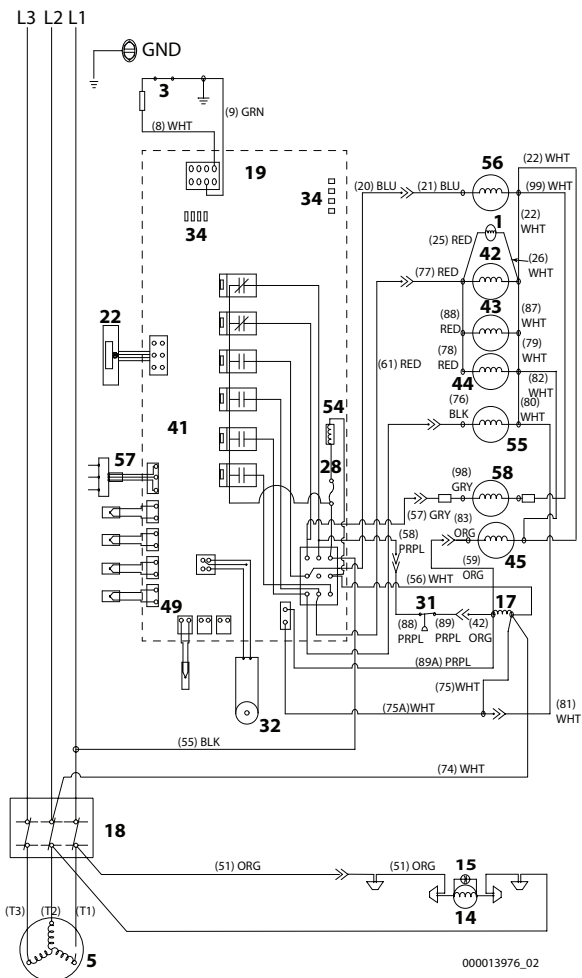 L3 L2 L1
GND
3
(9) GRN
(8) WHT
19
34
34
(20) BLU
(21) BLU
56
(22) WHT
(99) WHT
(22)
WHT
1
(25) RED
(26)
WHT
42
(77) RED
43
(88)
RED
(87)
WHT
22
(61) RED
(78)
RED
(79)
WHT
44
(82)
WHT
54
(76)
BLK
(80)
WHT
41
55
57
28
58
(98)
GRY
(57) GRY
(83)
ORG
(58)
PRPL
(59)
ORG
45
(56) WHT
49
31
17
(88)
PRPL
(89)
PRPL
(42)
ORG
(89A) PRPL
(75)WHT
(75A)WHT
(81)
WHT
32
(55) BLK
(74) WHT
18
(51) ORG
(51) ORG
15
14
(T3) (T2) (T1)
5
000013976_02